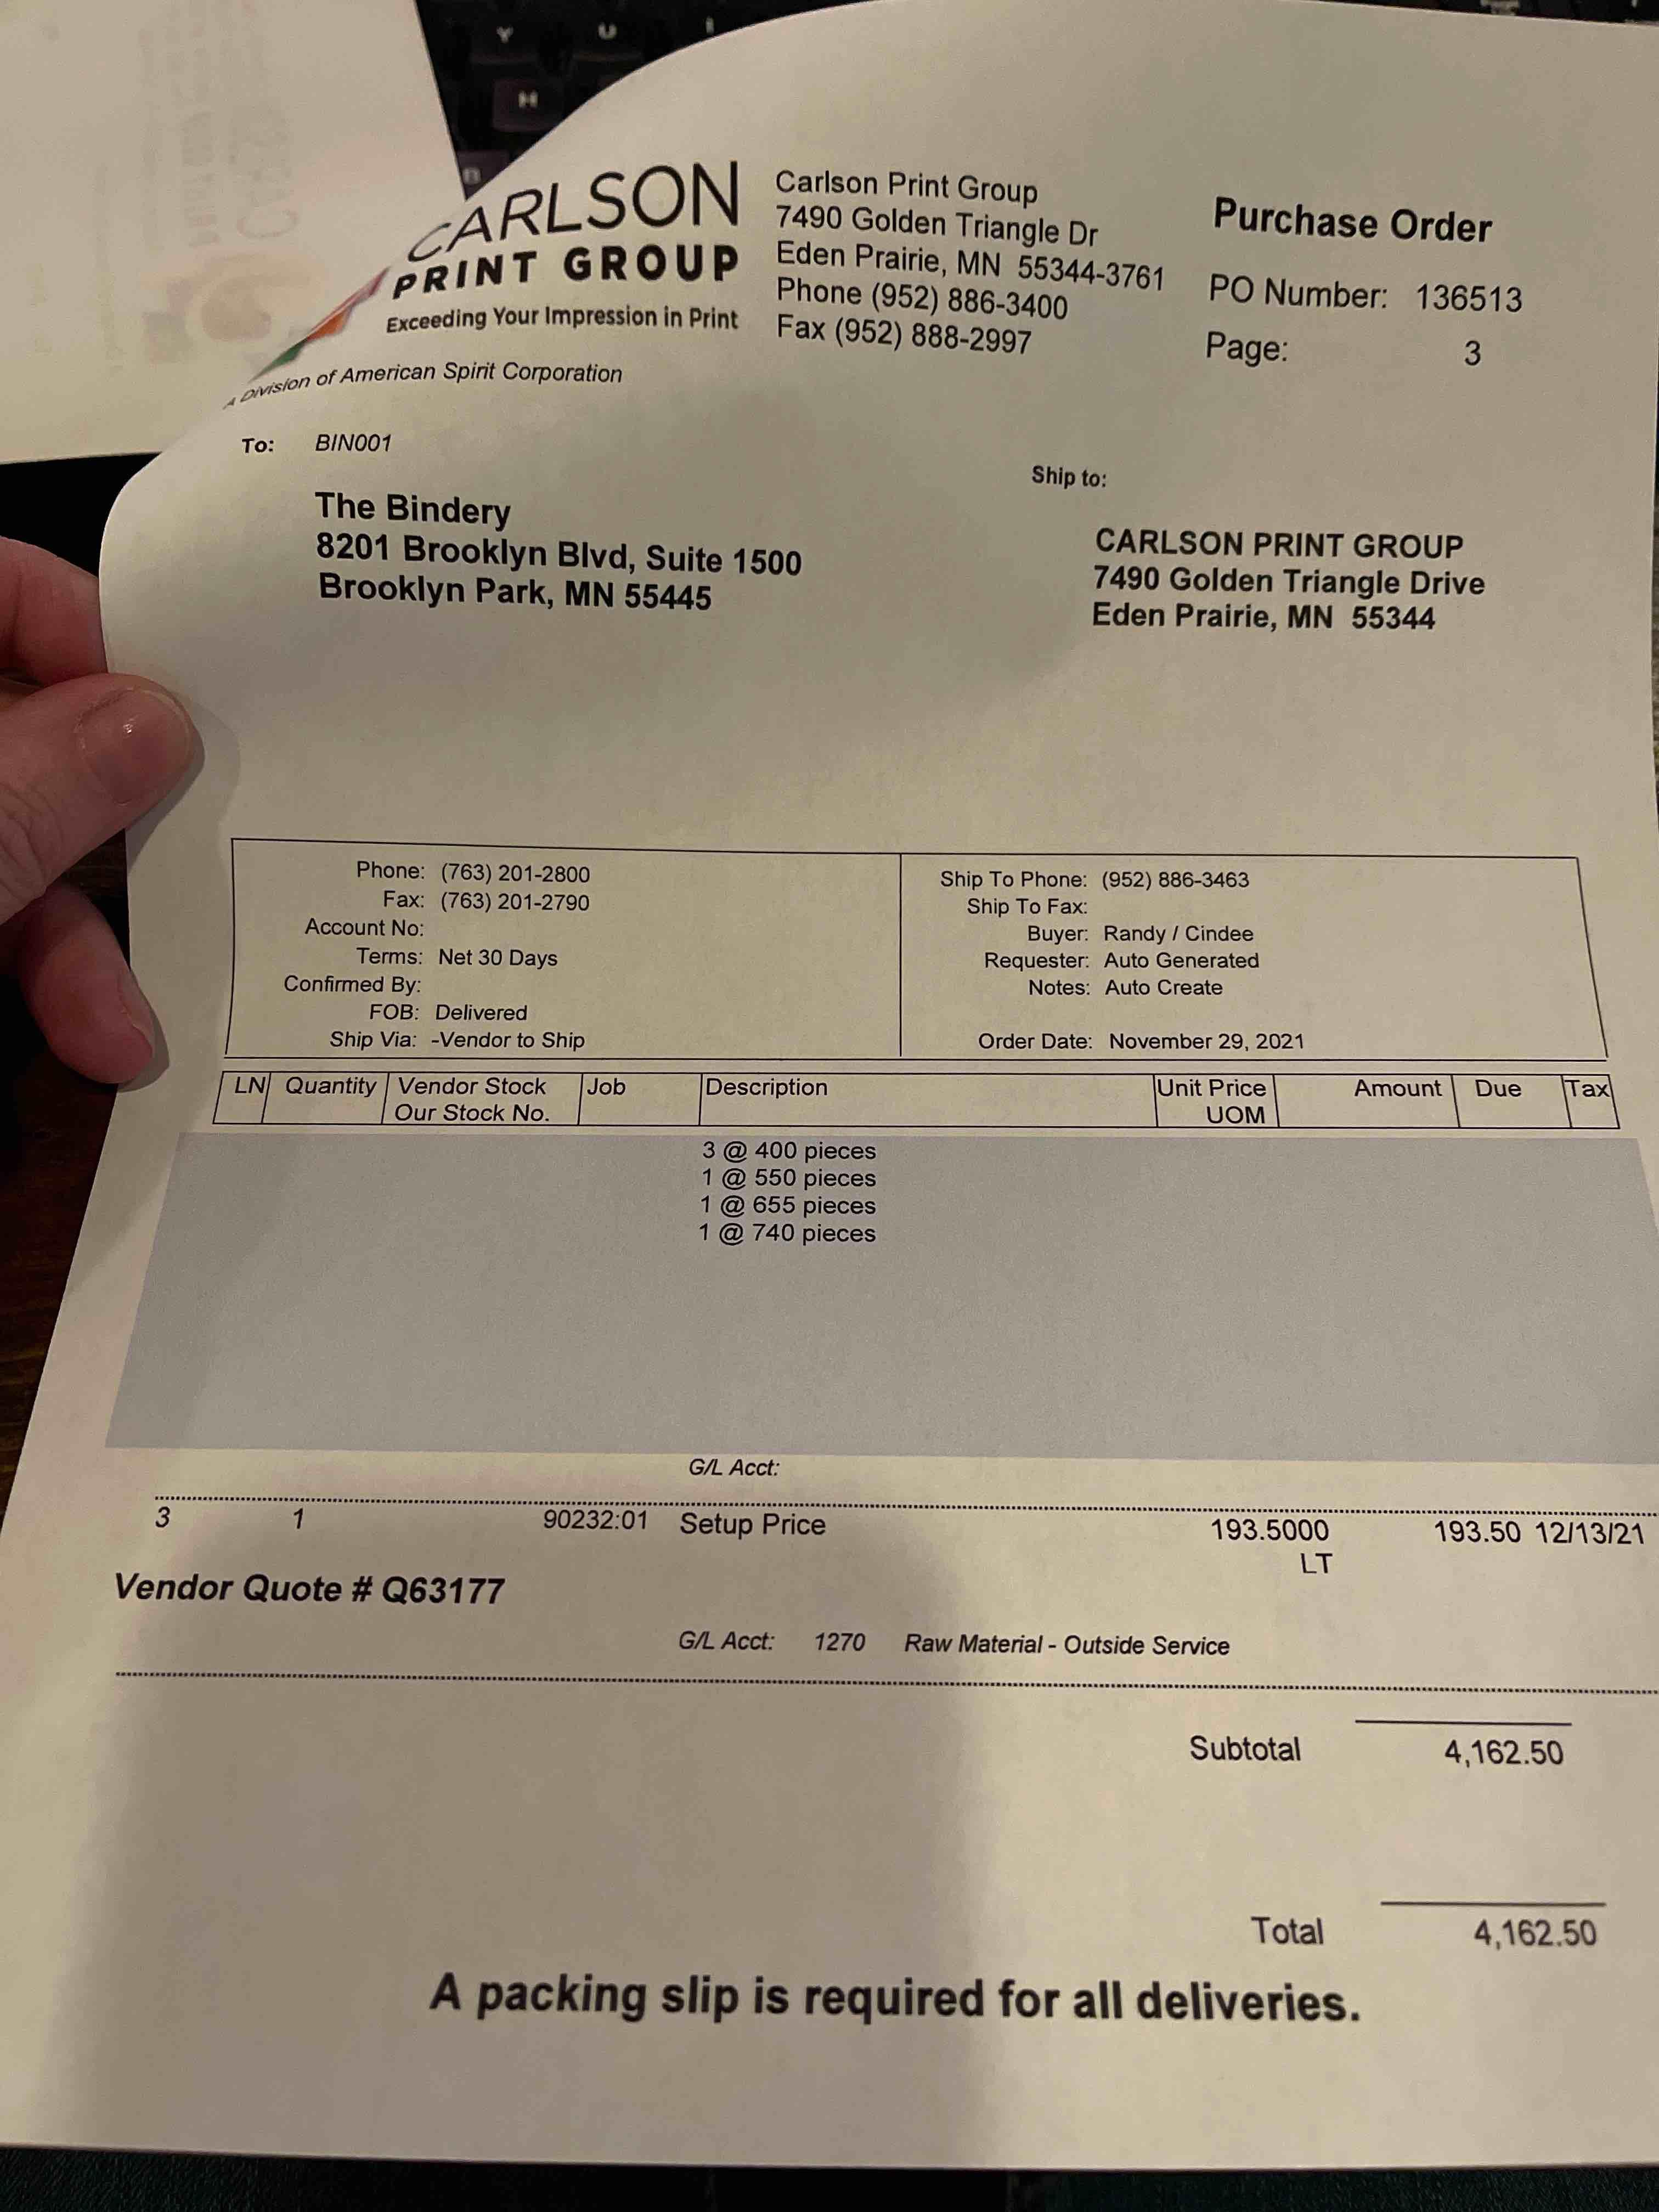 CARLSON
PRINT GROUP
Exceeding Your Impression in Print
A Division of American Spirit Corporation
Carlson Print Group
7490 Golden Triangle Dr
Eden Prairie, MN 55344-3761
Phone (952) 886-3400
Fax (952) 888-2997
Purchase Order
PO Number: 136513
Page: 3
To: BIN001
The Bindery
8201 Brooklyn Blvd, Suite 1500
Brooklyn Park, MN 55445
Ship to:
CARLSON PRINT GROUP
7490 Golden Triangle Drive
Eden Prairie, MN 55344
Phone: (763) 201-2800
Fax: (763) 201-2790
Account No:
Terms: Net 30 Days
Confirmed By:
FOB: Delivered
Ship Via: -Vendor to Ship
Ship To Phone: (952) 886-3463
Ship To Fax:
Buyer: Randy / Cindee
Requester: Auto Generated
Notes: Auto Create
Order Date: November 29, 2021
LN Quantity Vendor Stock Job Description Unit Price Amount Due Tax
Our Stock No. UOM
3 @ 400 pieces
1 @ 550 pieces
1 @ 655 pieces
1 @ 740 pieces
G/L Acct:
3 1 90232:01 Setup Price 193.5000 193.50 12/13/21
LT
Vendor Quote # Q63177
G/L Acct: 1270 Raw Material - Outside Service
Subtotal 4,162.50
Total 4,162.50
A packing slip is required for all deliveries.